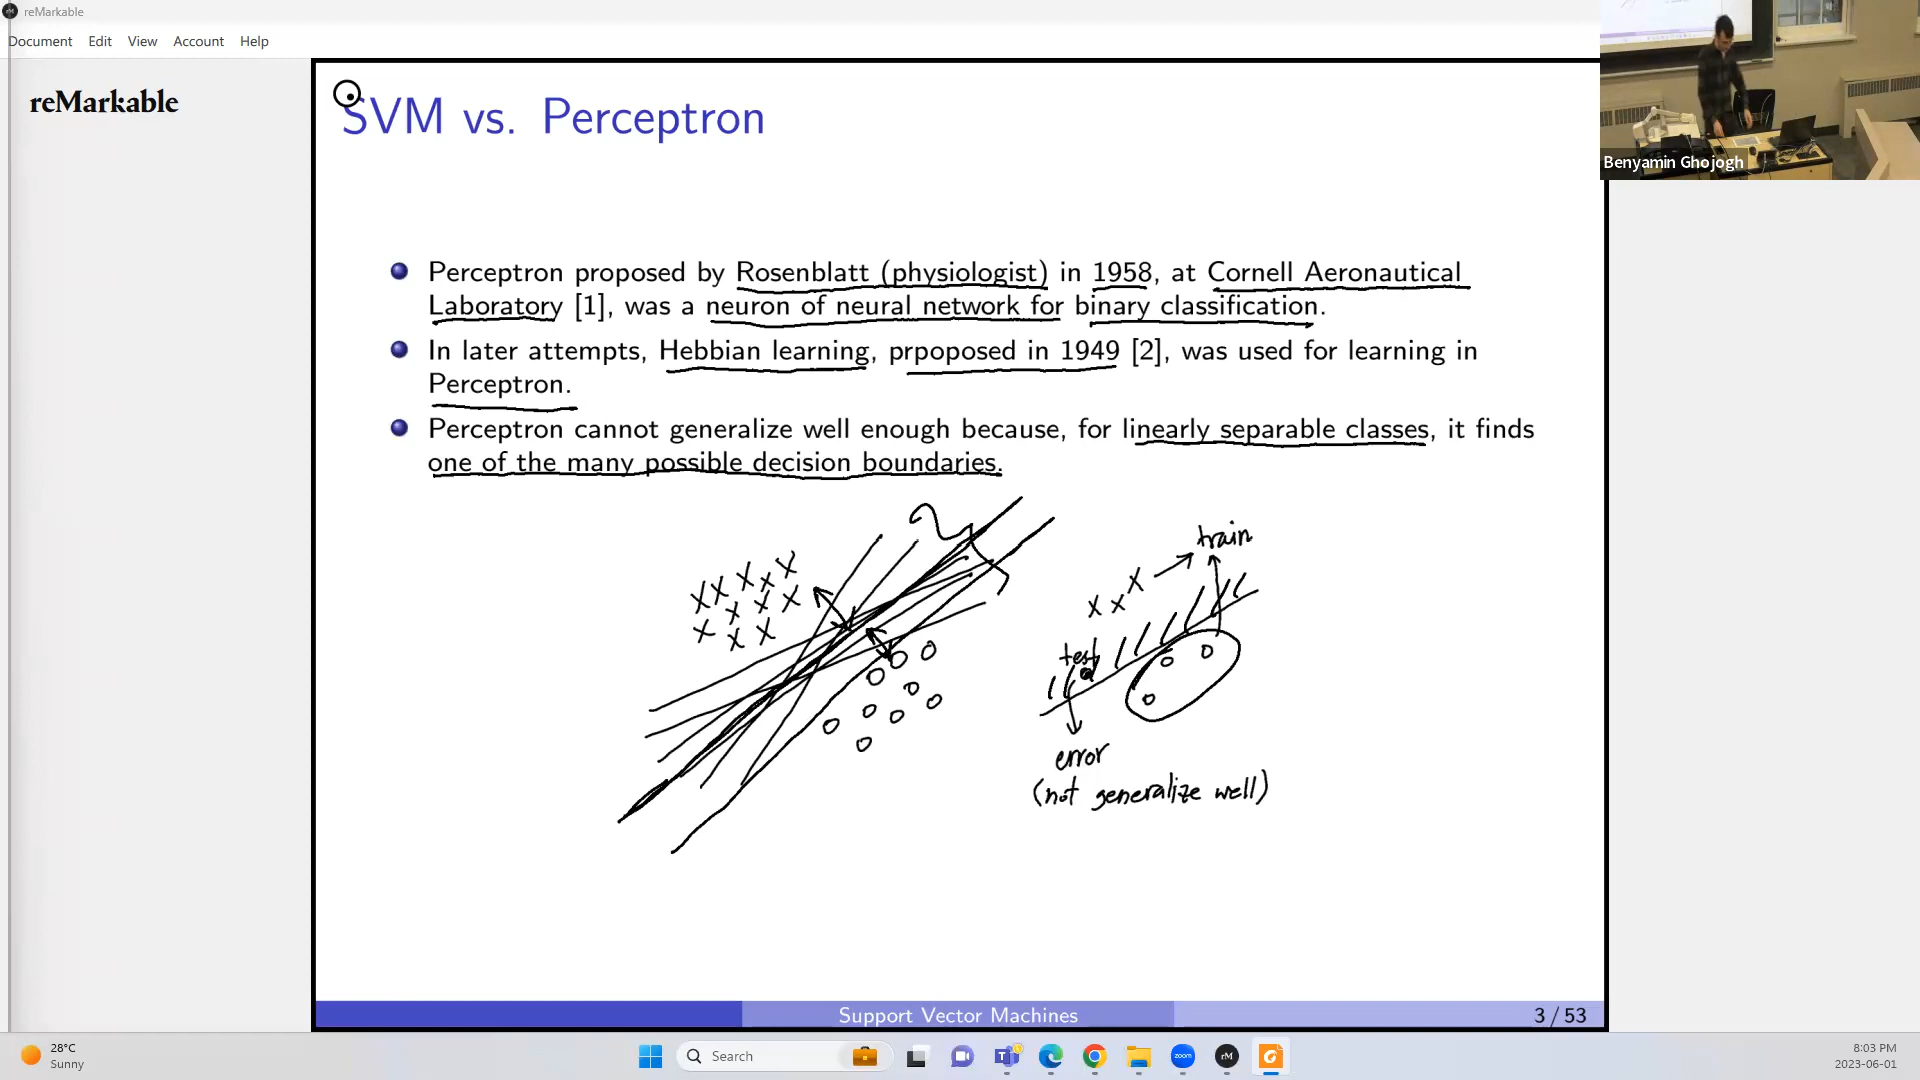 reMarkable
Document Edit View Account Help
reMarkable
SVM vs. Perceptron
Benyamin Ghojogh
Perceptron proposed by Rosenblatt (physiologist) in 1958, at Cornell Aeronautical
Laboratory [1], was a neuron of neural network for binary classification.
In later attempts, Hebbian learning, prpoposed in 1949 [2], was used for learning in
Perceptron.
Perceptron cannot generalize well enough because, for linearly separable classes, it finds
one of the many possible decision boundaries.
train
test
error
(not generalize well)
Support Vector Machines
3 / 53
28°C
Sunny
Search
8:03 PM
2023-06-01